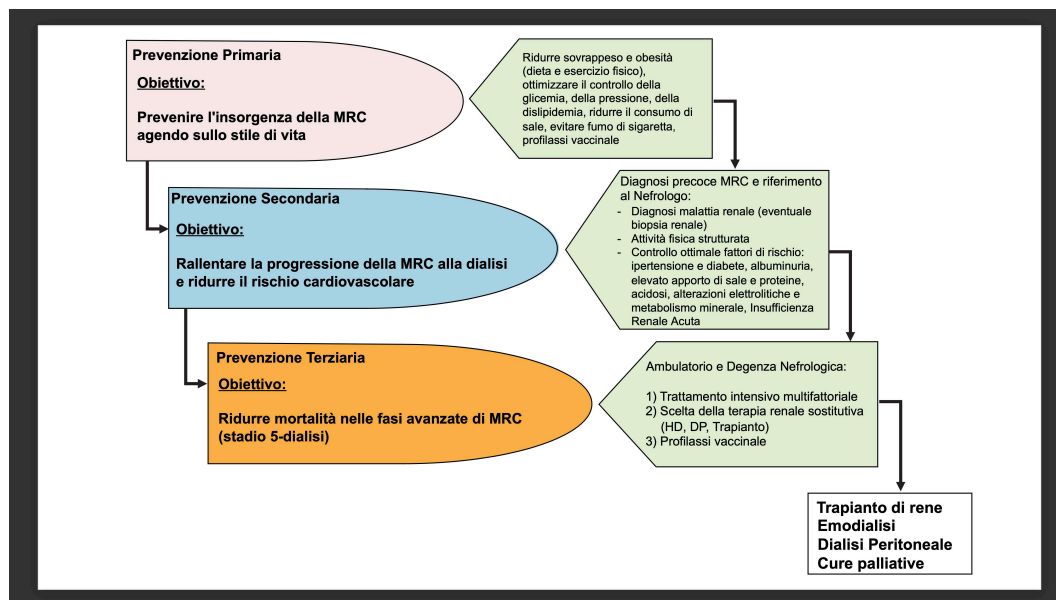 Prevenzione Primaria
Obiettivo:
Prevenire l'insorgenza della MRC
agendo sullo stile di vita
Ridurre sovrappeso e obesità
(dieta e esercizio fisico),
ottimizzare il controllo della
glicemia, della pressione, della
dislipidemia, ridurre il consumo di
sale, evitare fumo di sigaretta,
profilassi vaccinale
Prevenzione Secondaria
Obiettivo:
Rallentare la progressione della MRC alla dialisi
e ridurre il rischio cardiovascolare
Diagnosi precoce MRC e riferimento
al Nefrologo:
- Diagnosi malattia renale (eventuale
biopsia renale)
- Attività fisica strutturata
- Controllo ottimale fattori di rischio:
ipertensione e diabete, albuminuria,
elevato apporto di sale e proteine,
acidosi, alterazioni elettrolitiche e
metabolismo minerale, Insufficienza
Renale Acuta
Prevenzione Terziaria
Obiettivo:
Ridurre mortalità nelle fasi avanzate di MRC
(stadio 5-dialisi)
Ambulatorio e Degenza Nefrologica:
1) Trattamento intensivo multifattoriale
2) Scelta della terapia renale sostitutiva
(HD, DP, Trapianto)
3) Profilassi vaccinale
Trapianto di rene
Emodialisi
Dialisi Peritoneale
Cure palliative